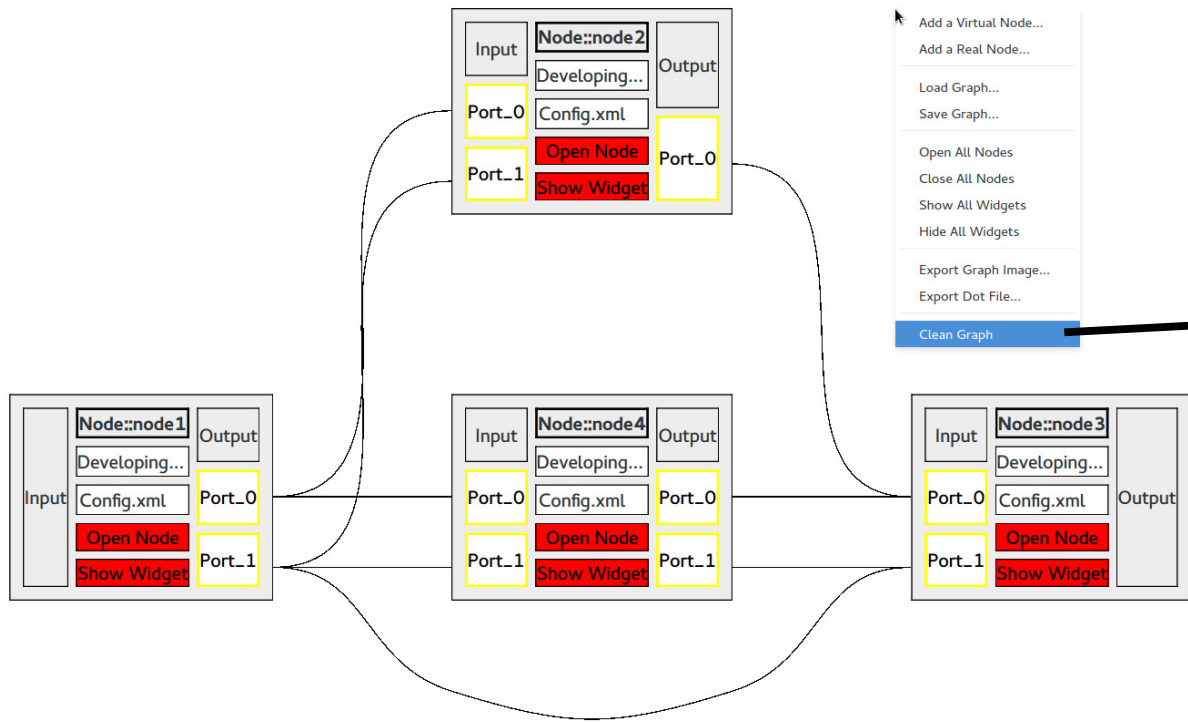 Input
Node::node2
Output
Developing...
Port_0
Config.xml
Open Node
Port_0
Port_1
Show Widget
Add a Virtual Node...
Add a Real Node...
Load Graph...
Save Graph...
Open All Nodes
Close All Nodes
Show All Widgets
Hide All Widgets
Export Graph Image...
Export Dot File...
Clean Graph
Input
Node::node1
Output
Developing...
Config.xml
Port_0
Open Node
Port_1
Show Widget
Input
Node::node4
Output
Developing...
Port_0
Config.xml
Port_0
Open Node
Port_1
Show Widget
Port_1
Input
Node::node3
Output
Developing...
Port_0
Config.xml
Open Node
Port_1
Show Widget